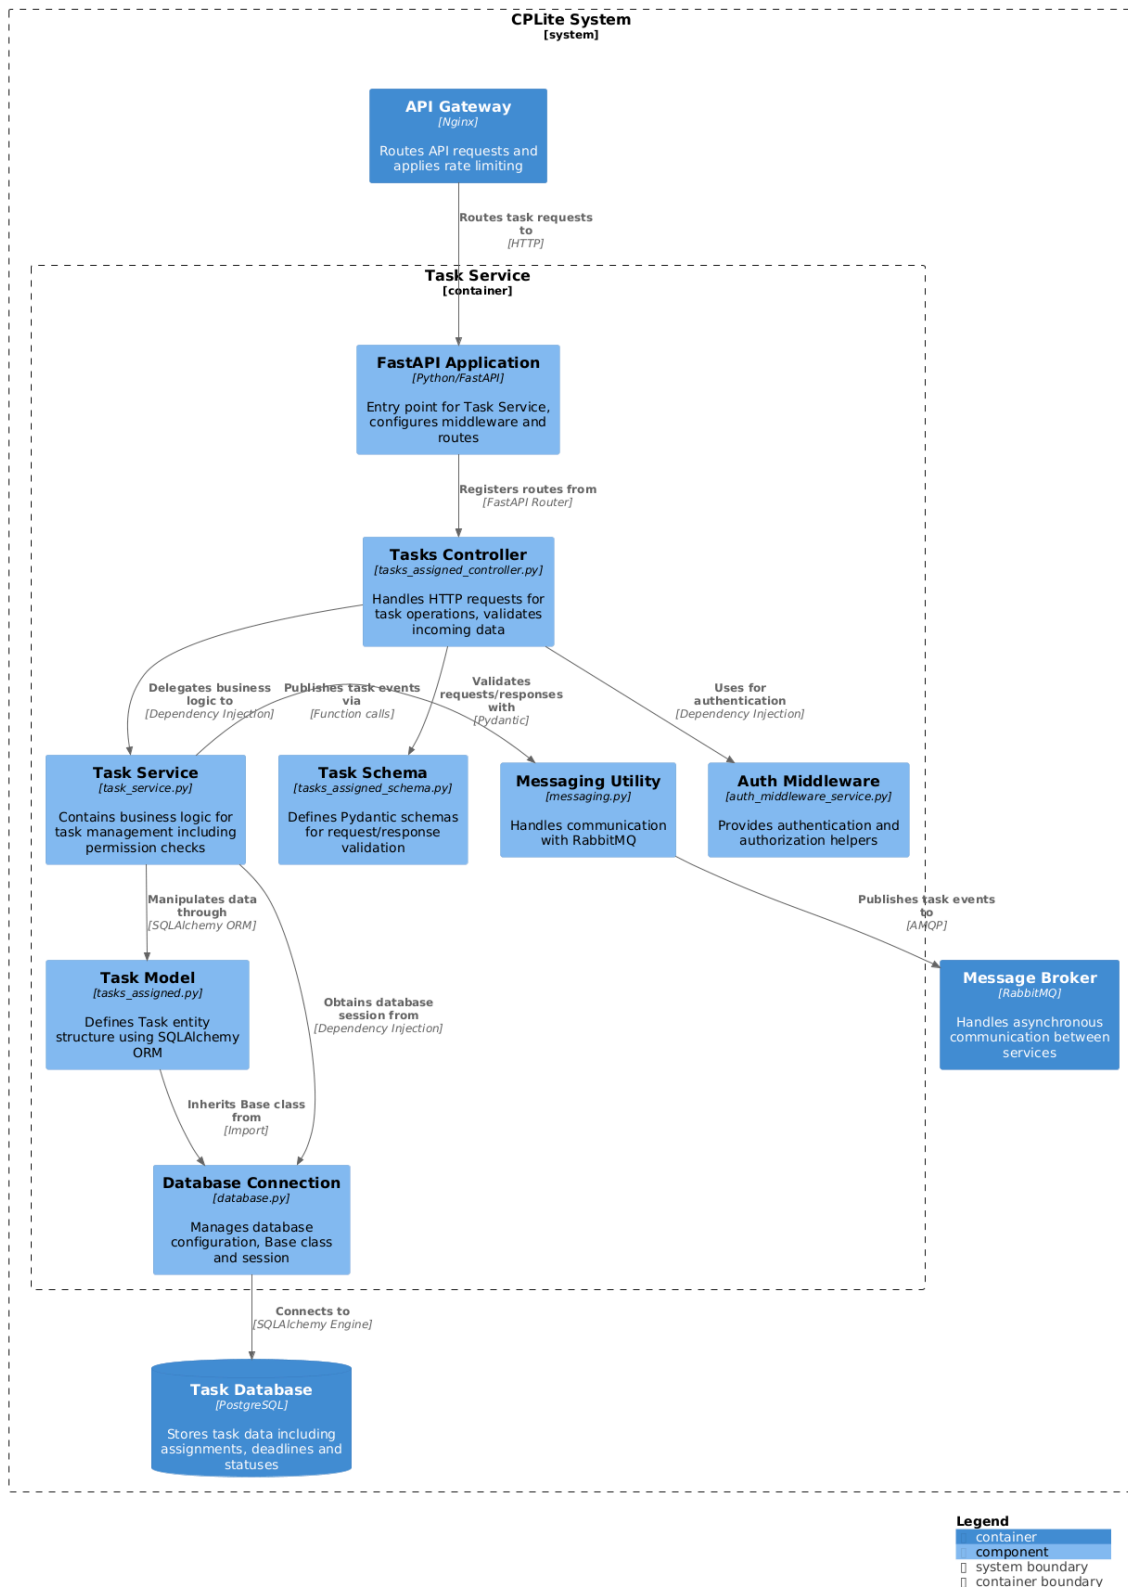 CPLite System
[system]
API Gateway
[Nginx]
Routes API requests and
applies rate limiting
Routes task requests
to
[HTTP]
Task Service
[container]
FastAPI Application
[Python/FastAPI]
Entry point for Task Service,
configures middleware and
routes
Registers routes from
[FastAPI Router]
Tasks Controller
[tasks_assigned_controller.py]
Handles HTTP requests for
task operations, validates
incoming data
Delegates business
logic to
[Dependency Injection]
Publishes task events
via
[Function calls]
Validates
requests/responses
with
[Pydantic]
Uses for
authentication
[Dependency Injection]
Task Service
[task_service.py]
Contains business logic for
task management including
permission checks
Task Schema
[tasks_assigned_schema.py]
Defines Pydantic schemas
for request/response
validation
Messaging Utility
[messaging.py]
Handles communication
with RabbitMQ
Auth Middleware
[auth_middleware_service.py]
Provides authentication and
authorization helpers
Manipulates data
through
[SQLAlchemy ORM]
Publishes task events
to
[AMQP]
Task Model
[tasks_assigned.py]
Defines Task entity
structure using SQLAlchemy
ORM
Obtains database
session from
[Dependency Injection]
Message Broker
[RabbitMQ]
Handles asynchronous
communication between
services
Inherits Base class
from
[Import]
Database Connection
[database.py]
Manages database
configuration, Base class
and session
Connects to
[SQLAlchemy Engine]
Task Database
[PostgreSQL]
Stores task data including
assignments, deadlines and
statuses
Legend
container
component
system boundary
container boundary